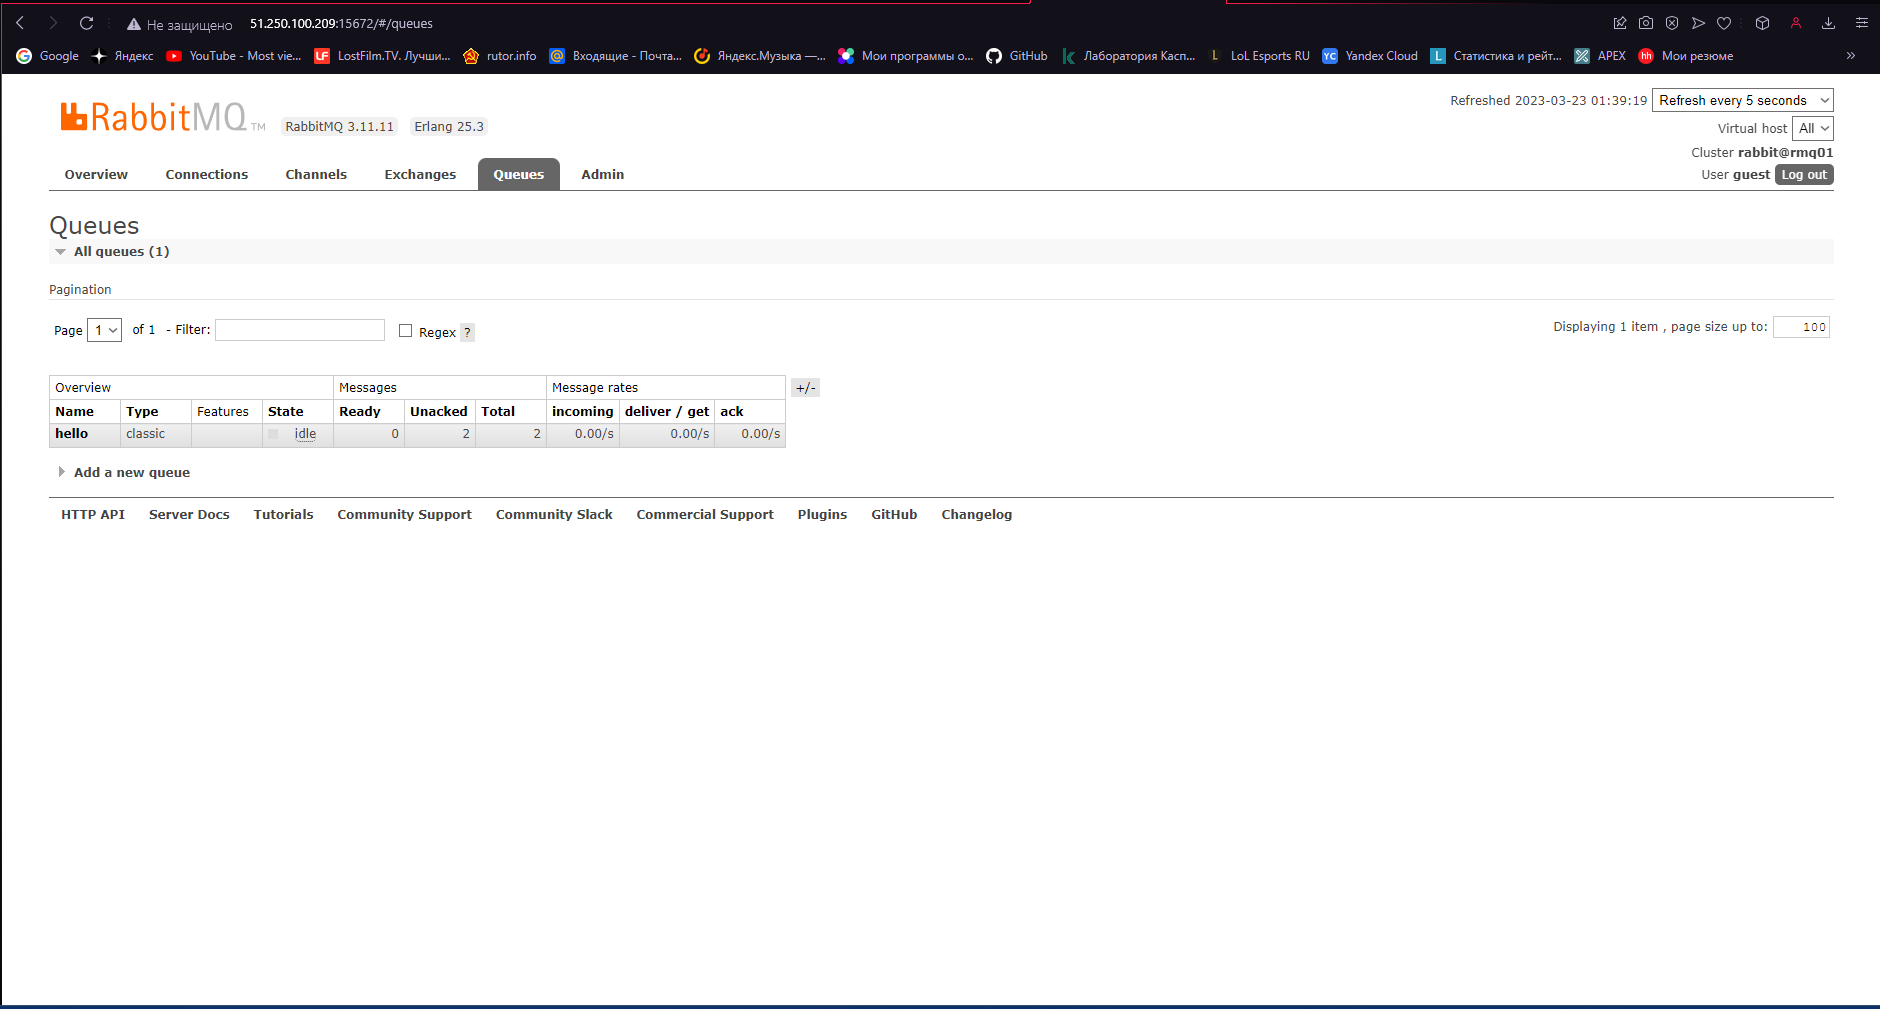 Не защищено 51.250.100.209:15672/#/queues
Google Яндекс YouTube - Most vie... LostFilm.TV. Лучши... rutor.info Входящие - Почта... Яндекс.Музыка —... Мои программы о... GitHub Лаборатория Касп... LoL Esports RU YC Yandex Cloud L Статистика и рейт... APEX hh Мои резюме
RabbitMQ TM RabbitMQ 3.11.11 Erlang 25.3
Refreshed 2023-03-23 01:39:19 Refresh every 5 seconds
Virtual host All
Cluster rabbit@rmq01
User guest Log out
Overview Connections Channels Exchanges Queues Admin
Queues
All queues (1)
Pagination
Page 1 of 1 - Filter: Regex ?
Displaying 1 item , page size up to: 100
Overview Messages Message rates +/-
Name Type Features State Ready Unacked Total incoming deliver / get ack
hello classic idle 0 2 2 0.00/s 0.00/s 0.00/s
Add a new queue
HTTP API Server Docs Tutorials Community Support Community Slack Commercial Support Plugins GitHub Changelog